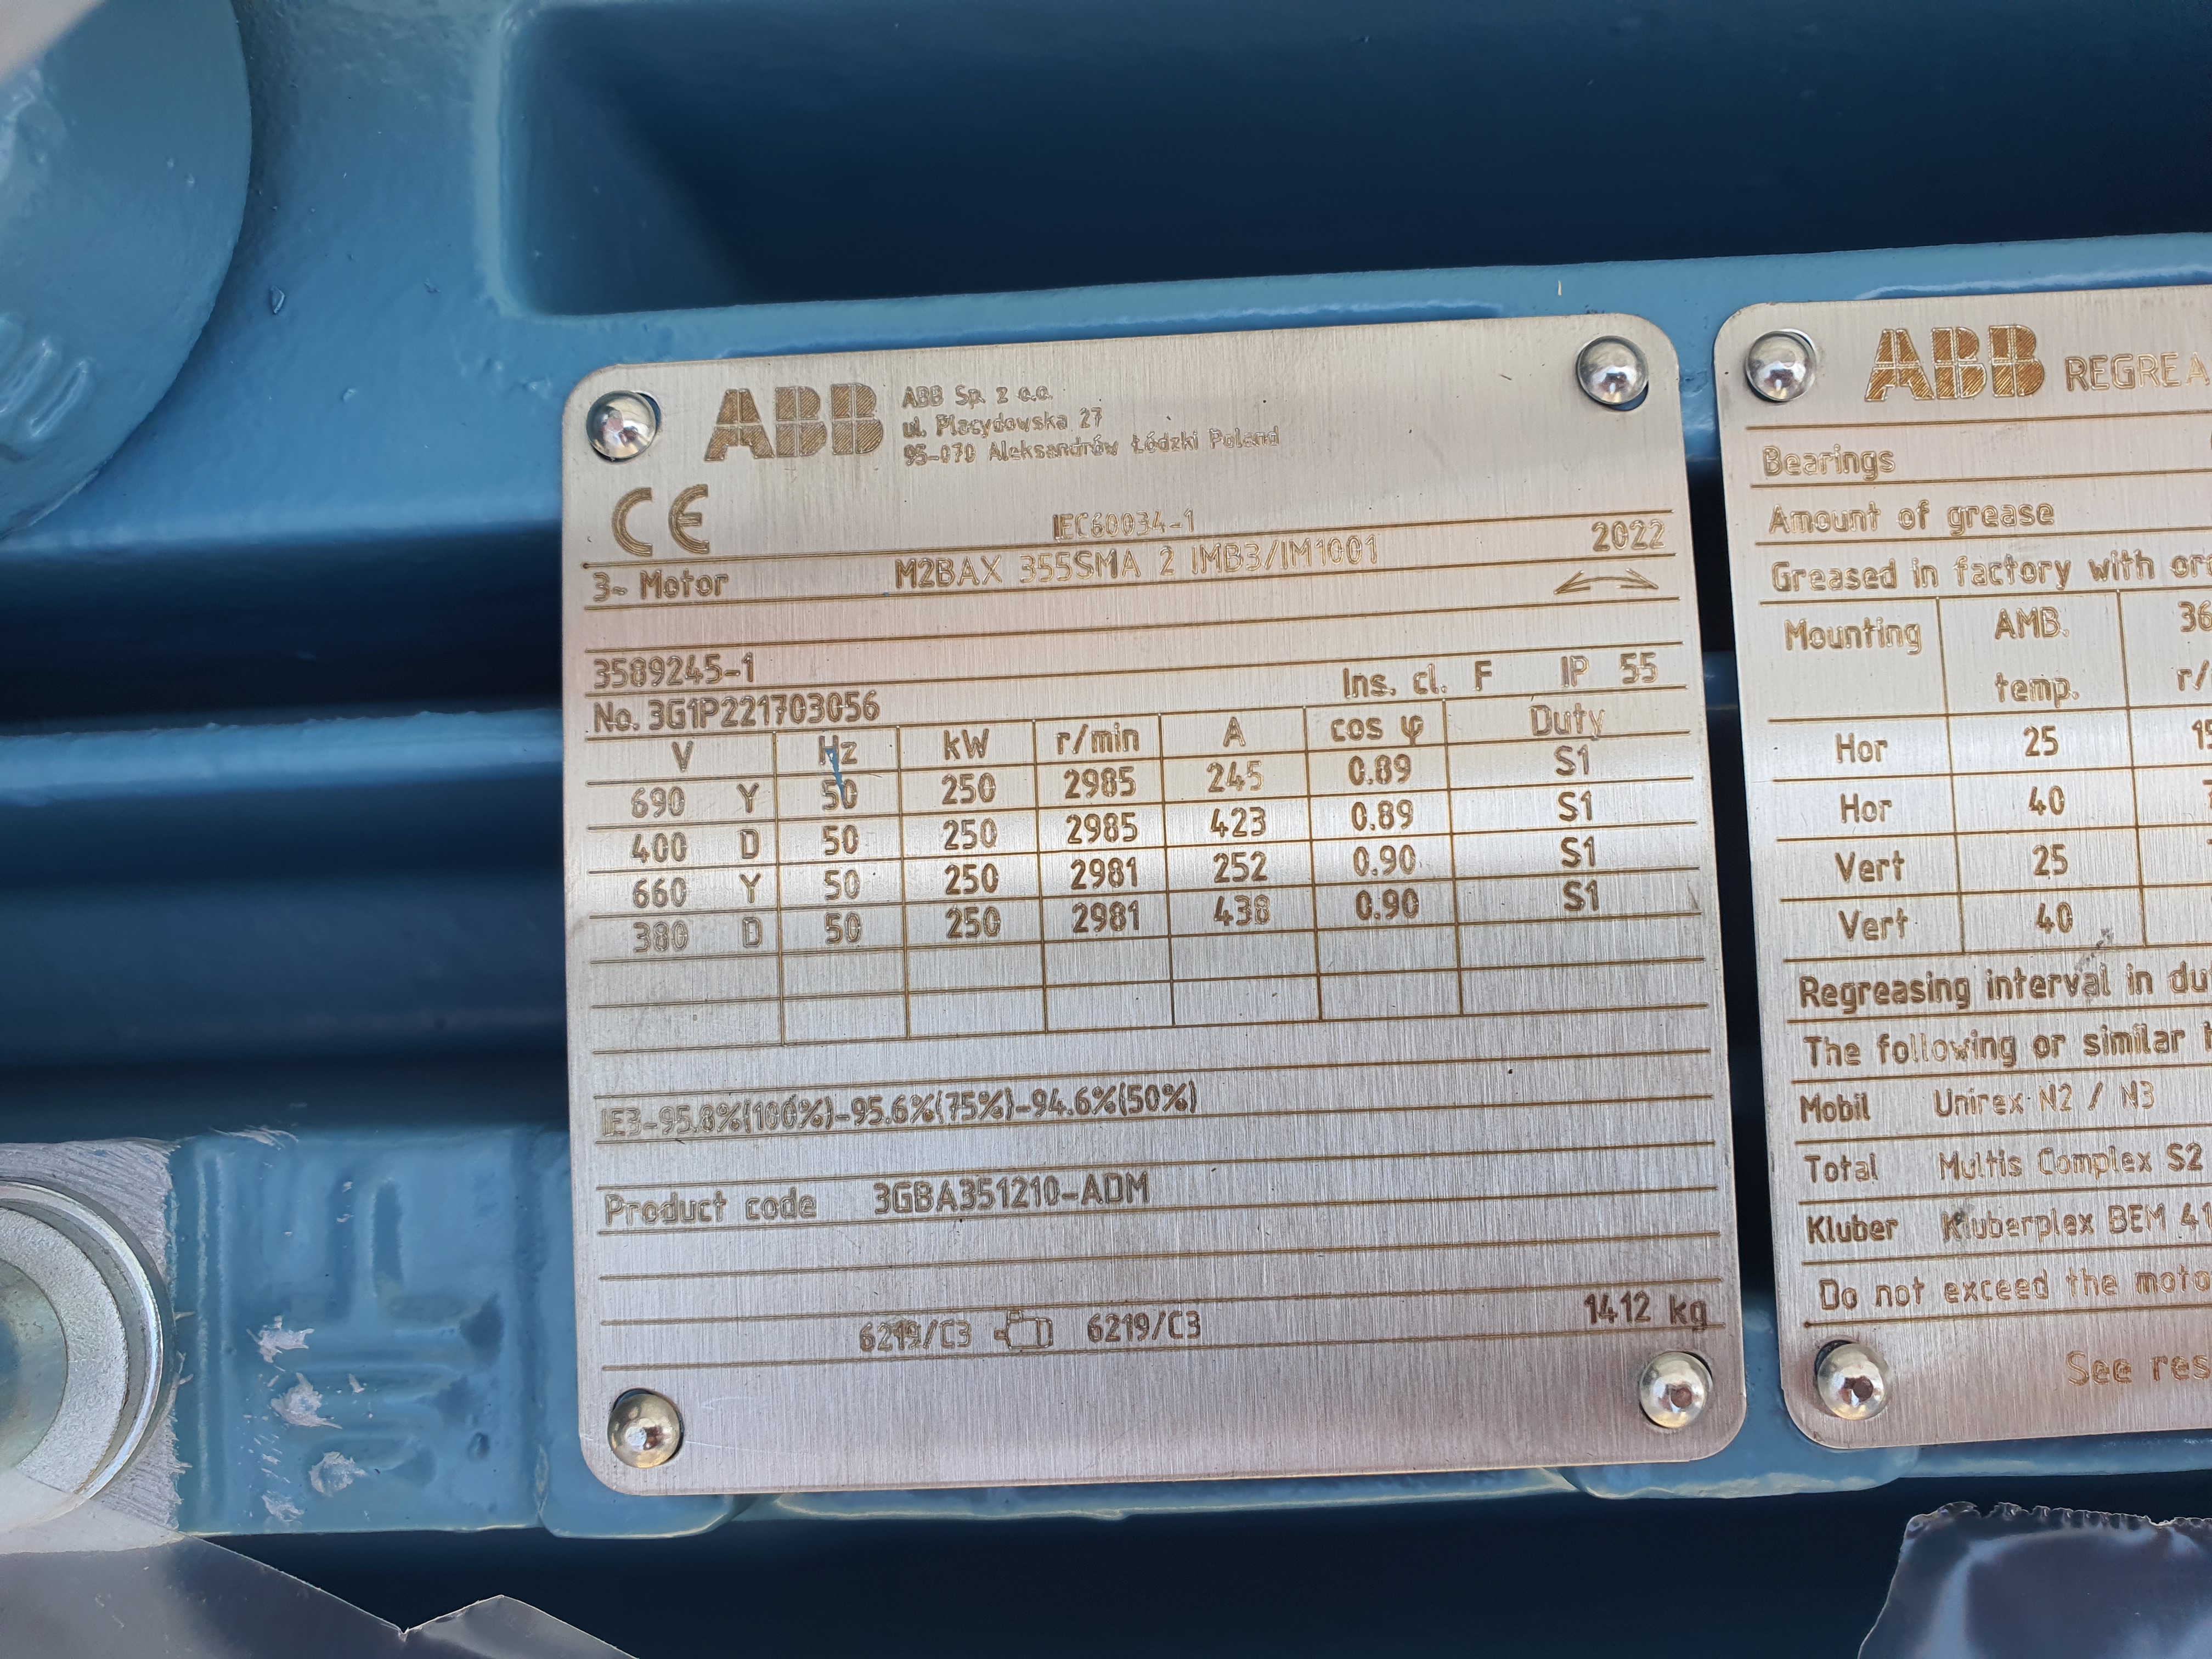 ABB
ABB Sp. z o.o.
ul. Placydowska 27
95-070 Aleksandrów Łódzki Poland
CE
IEC60034-1
3~ Motor M2BAX 355SMA 2 IMB3/IM1001 2022
3589245-1
No. 3G1P221703056 Ins. cl. F IP 55
V Hz kW r/min A cos φ Duty
690 Y 50 250 2985 245 0.89 S1
400 D 50 250 2985 423 0.89 S1
660 Y 50 250 2981 252 0.90 S1
380 D 50 250 2981 438 0.90 S1
IE3-95.8%(100%)-95.6%(75%)-94.6%(50%)
Product code 3GBA351210-ADM
6219/C3 6219/C3 1412 kg
ABB REGREA
Bearings
Amount of grease
Greased in factory with
Mounting AMB. 36
temp. r/
Hor 25 15
Hor 40
Vert 25
Vert 40
Regreasing interval in du
The following or similar
Mobil Unirex N2 / N3
Total Multis Complex S2
Kluber Kluberplex BEM 41
Do not exceed the moto
See res